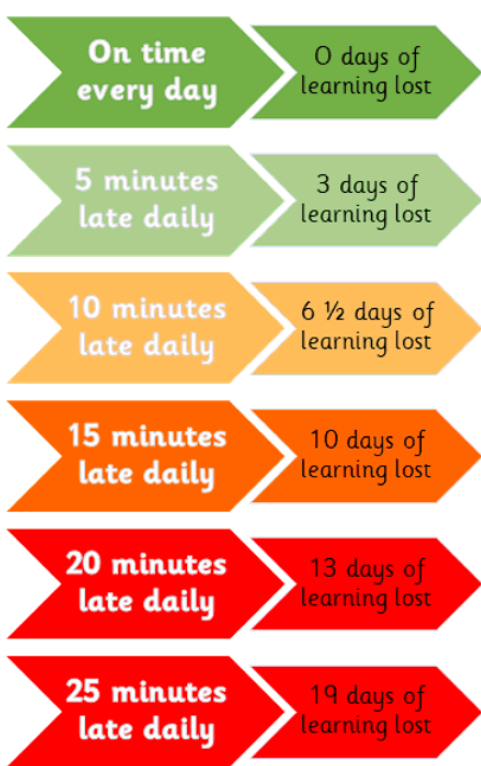 On time
every day
0 days of
learning lost
5 minutes
late daily
3 days of
learning lost
10 minutes
late daily
6 ½ days of
learning lost
15 minutes
late daily
10 days of
learning lost
20 minutes
late daily
13 days of
learning lost
25 minutes
late daily
19 days of
learning lost